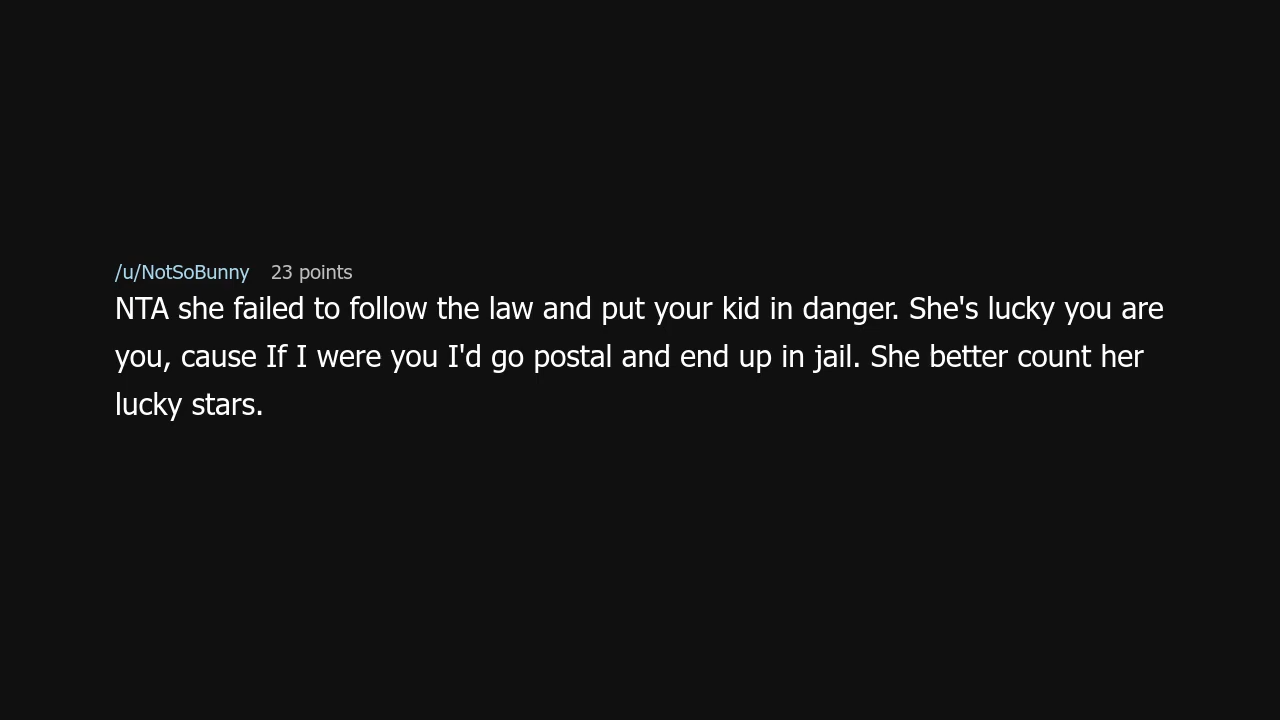 /u/NotSoBunny 23 points
NTA she failed to follow the law and put your kid in danger. She's lucky you are
you, cause If I were you I'd go postal and end up in jail. She better count her
lucky stars.